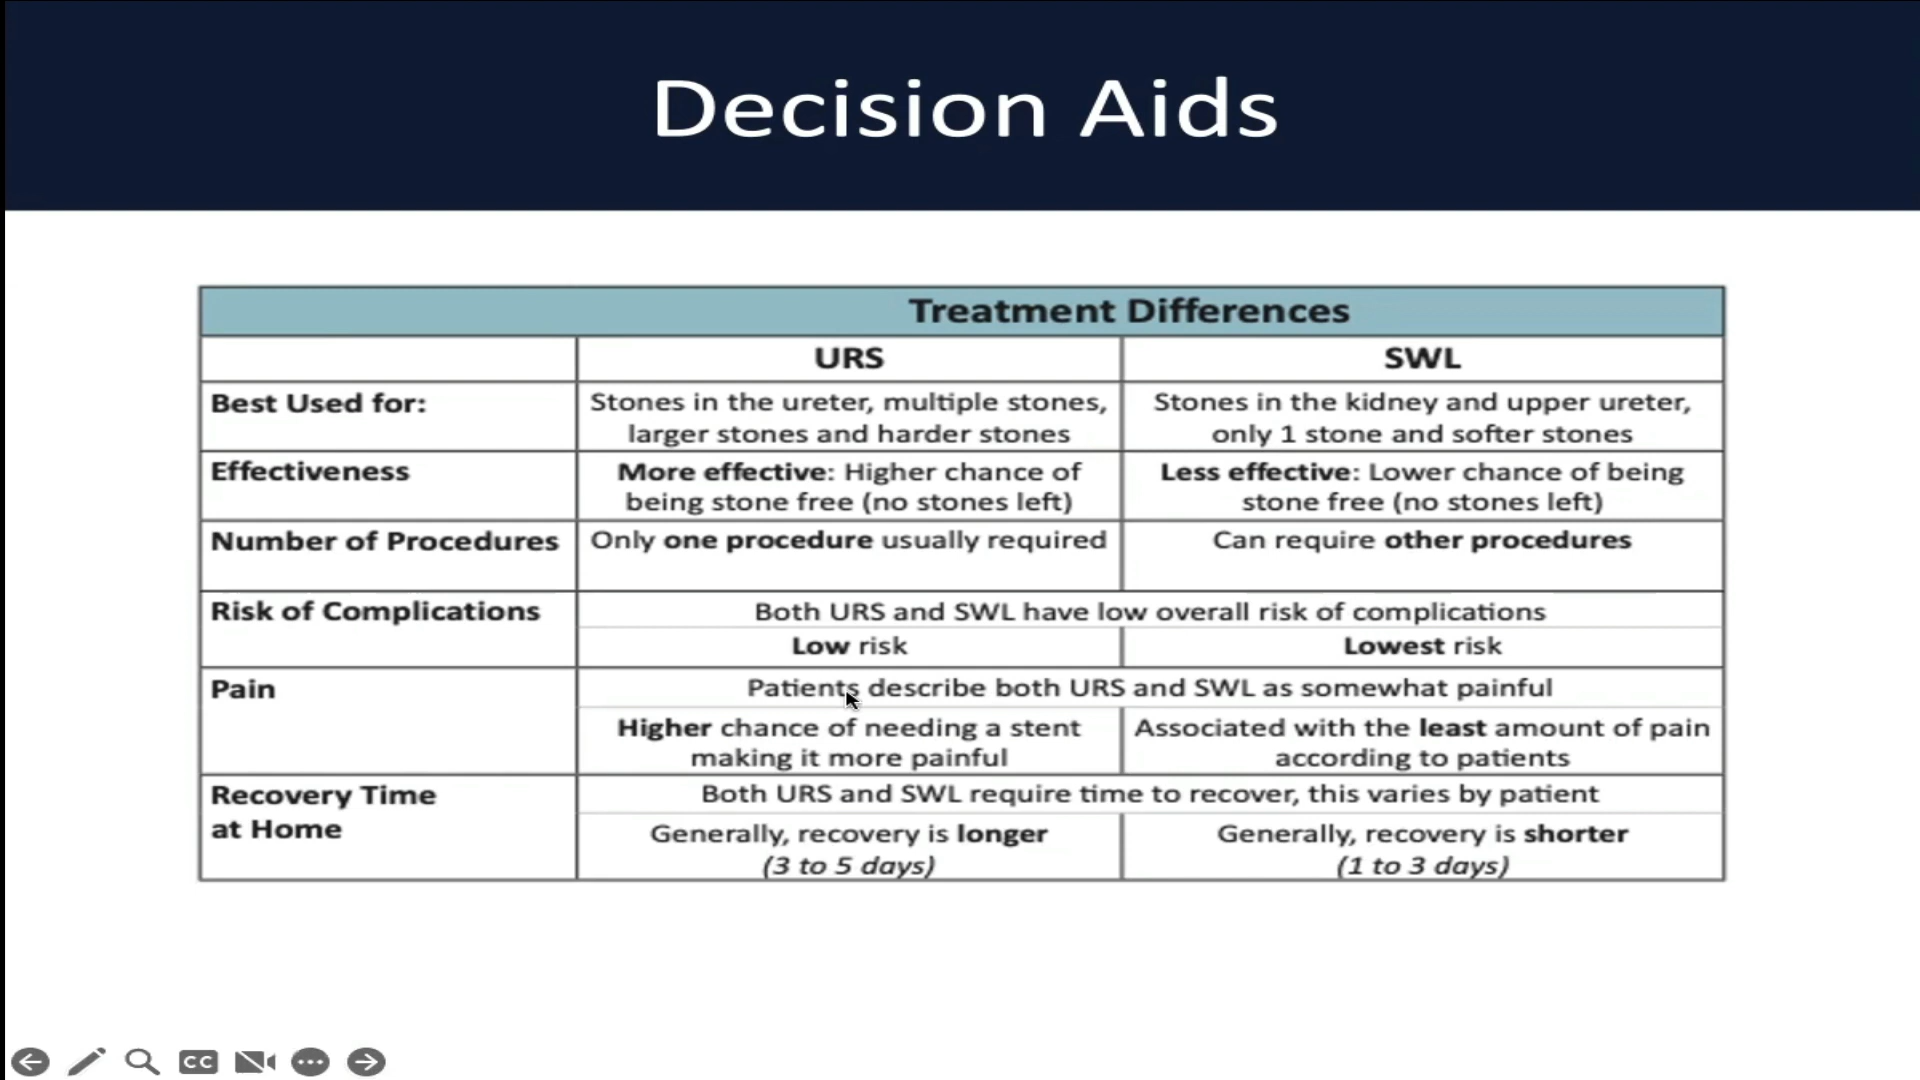 Decision Aids
Treatment Differences
URS SWL
Best Used for: Stones in the ureter, multiple stones, Stones in the kidney and upper ureter,
larger stones and harder stones only 1 stone and softer stones
Effectiveness More effective: Higher chance of Less effective: Lower chance of being
being stone free (no stones left) stone free (no stones left)
Number of Procedures Only one procedure usually required Can require other procedures
Risk of Complications Both URS and SWL have low overall risk of complications
Low risk Lowest risk
Pain Patients describe both URS and SWL as somewhat painful
Higher chance of needing a stent Associated with the least amount of pain
making it more painful according to patients
Recovery Time Both URS and SWL require time to recover, this varies by patient
at Home Generally, recovery is longer Generally, recovery is shorter
(3 to 5 days) (1 to 3 days)
CC